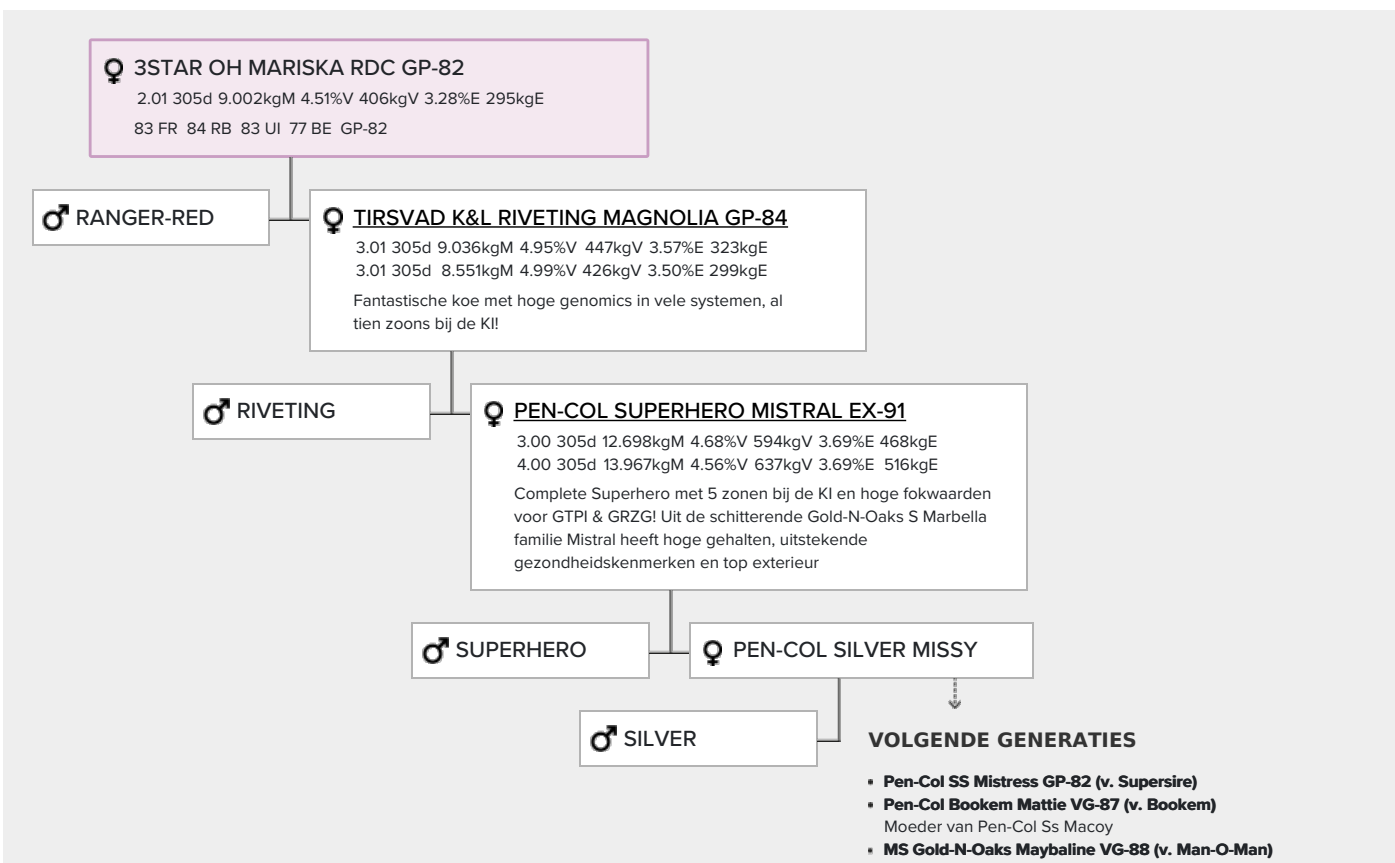 3STAR OH MARISKA RDC GP-82
2.01 305d 9.002kgM 4.51%V 406kgV 3.28%E 295kgE
83 FR 84 RB 83 UI 77 BE GP-82
RANGER-RED
TIRSVAD K&L RIVETING MAGNOLIA GP-84
3.01 305d 9.036kgM 4.95%V 447kgV 3.57%E 323kgE
3.01 305d 8.551kgM 4.99%V 426kgV 3.50%E 299kgE
Fantastische koe met hoge genomics in vele systemen, al
tien zoons bij de KI!
RIVETING
PEN-COL SUPERHERO MISTRAL EX-91
3.00 305d 12.698kgM 4.68%V 594kgV 3.69%E 468kgE
4.00 305d 13.967kgM 4.56%V 637kgV 3.69%E 516kgE
Complete Superhero met 5 zonen bij de KI en hoge fokwaarden
voor GTPI & GRZG! Uit de schitterende Gold-N-Oaks S Marbella
familie Mistral heeft hoge gehalten, uitstekende
gezondheidskenmerken en top exterieur
SUPERHERO
PEN-COL SILVER MISSY
SILVER
VOLGENDE GENERATIES
• Pen-Col SS Mistress GP-82 (v. Supersire)
• Pen-Col Bookem Mattie VG-87 (v. Bookem)
Moeder van Pen-Col Ss Macoy
• MS Gold-N-Oaks Maybaline VG-88 (v. Man-O-Man)